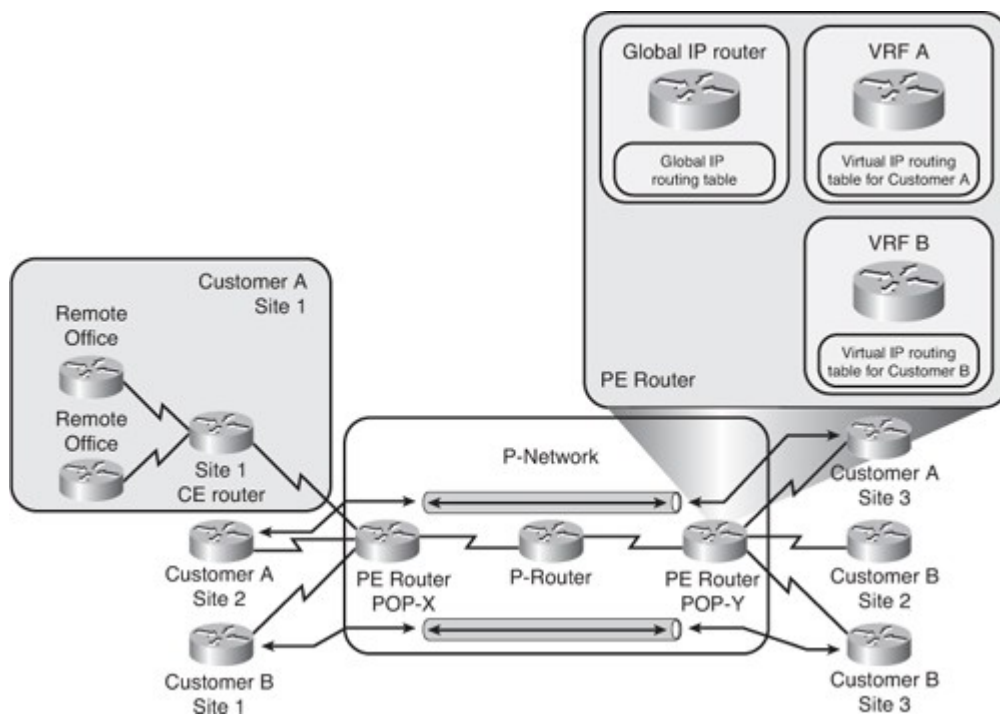 Global IP router
Global IP
routing table
VRF A
Virtual IP routing
table for Customer A
VRF B
Virtual IP routing
table for Customer B
PE Router
Customer A
Site 1
Remote
Office
Remote
Office
Site 1
CE router
P-Network
Customer A
Site 2
Customer B
Site 1
PE Router
POP-X
P-Router
PE Router
POP-Y
Customer A
Site 3
Customer B
Site 2
Customer B
Site 3